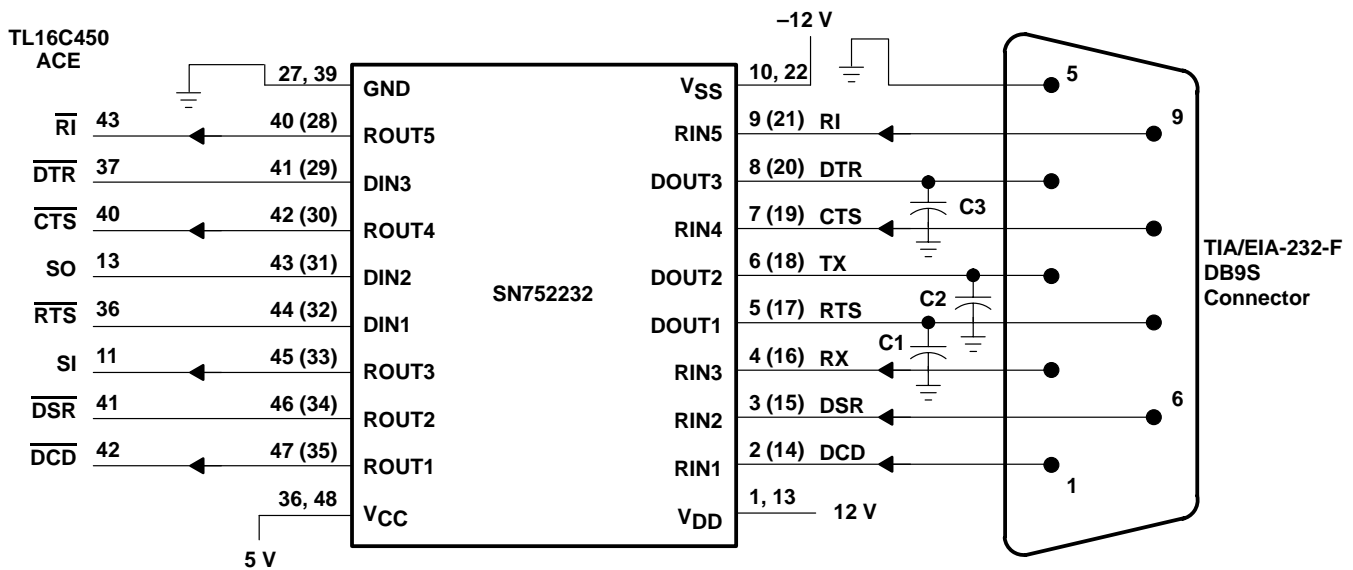 TL16C450
ACE
–12 V
27, 39
GND
VSS
10, 22
5
RI 43
40 (28)
ROUT5
RIN5
9 (21) RI
9
DTR 37
41 (29)
DIN3
DOUT3
8 (20) DTR
C3
CTS 40
42 (30)
ROUT4
RIN4
7 (19) CTS
TIA/EIA-232-F
DB9S
Connector
SO 13
43 (31)
DIN2
SN752232
DOUT2
6 (18) TX
C2
RTS 36
44 (32)
DIN1
DOUT1
5 (17) RTS
C1
SI 11
45 (33)
ROUT3
RIN3
4 (16) RX
DSR 41
46 (34)
ROUT2
RIN2
3 (15) DSR
6
DCD 42
47 (35)
ROUT1
RIN1
2 (14) DCD
1
36, 48
VCC
VDD
1, 13
12 V
5 V